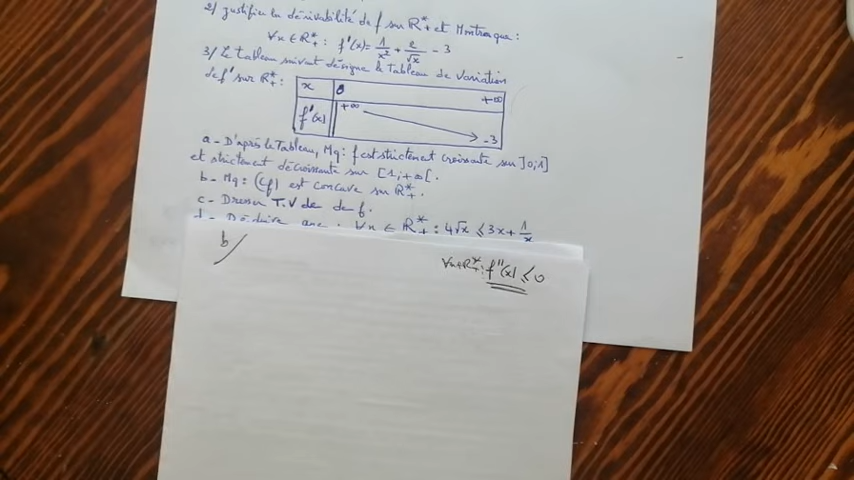 2/ Justifier la dérivabilité de f sur ℝ*₊ et Montrer que :
∀x ∈ ℝ*₊ : f'(x) = 1/x² + 2/√x - 3
3/ Le tableau suivant désigne le Tableau de Variation
de f' sur ℝ*₊ :
x 0 +∞
f'(x) +∞ -3
a - D'après le Tableau, Mq : f est strictement croissante sur ]0;1]
et strictement décroissante sur [1;+∞[.
b - Mq : (Cf) est concave sur ℝ*₊.
c - Dresser T.V de de f.
d - Déduire que : ∀x ∈ ℝ*₊ : 4√x ≤ 3x + 1/x
b/
∀x∈ℝ*₊ : f''(x) ≤ 0